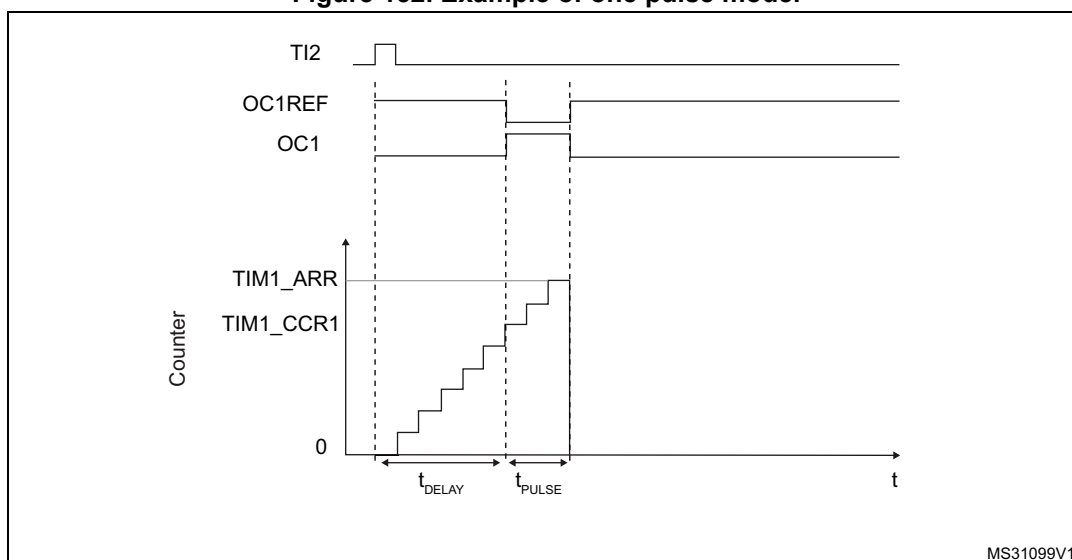 TI2
OC1REF
OC1
TIM1_ARR
TIM1_CCR1
Counter
0
tDELAY
tPULSE
t
MS31099V1